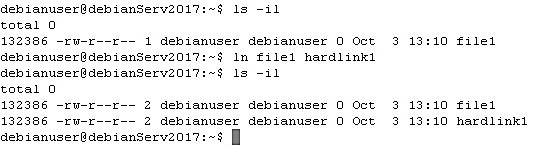 debianuser@debianServ2017:~$ ls -il
total 0
132386 -rw-r--r-- 1 debianuser debianuser 0 Oct  3 13:10 file1
debianuser@debianServ2017:~$ ln file1 hardlink1
debianuser@debianServ2017:~$ ls -il
total 0
132386 -rw-r--r-- 2 debianuser debianuser 0 Oct  3 13:10 file1
132386 -rw-r--r-- 2 debianuser debianuser 0 Oct  3 13:10 hardlink1
debianuser@debianServ2017:~$